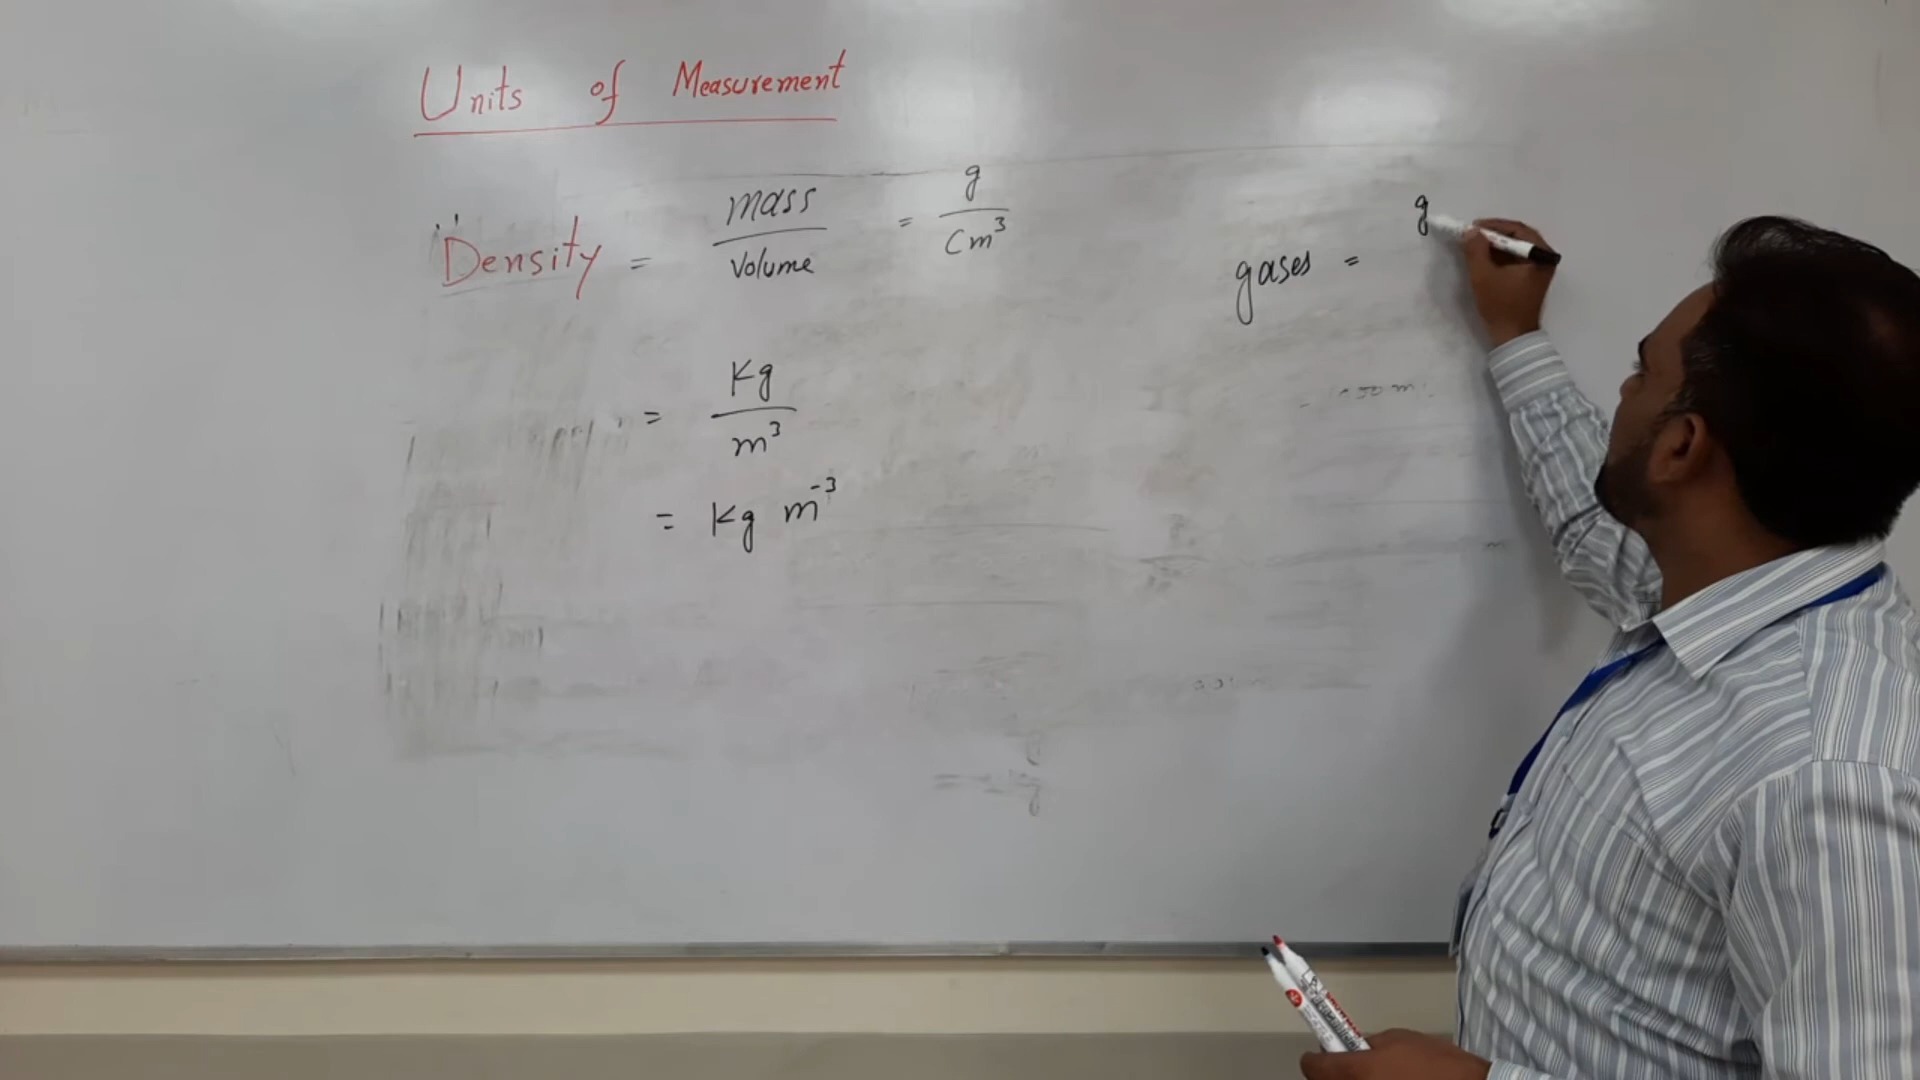 Units of Measurement
Density = mass / Volume = g / Cm³
= Kg / m³
= Kg m⁻³
gases = g